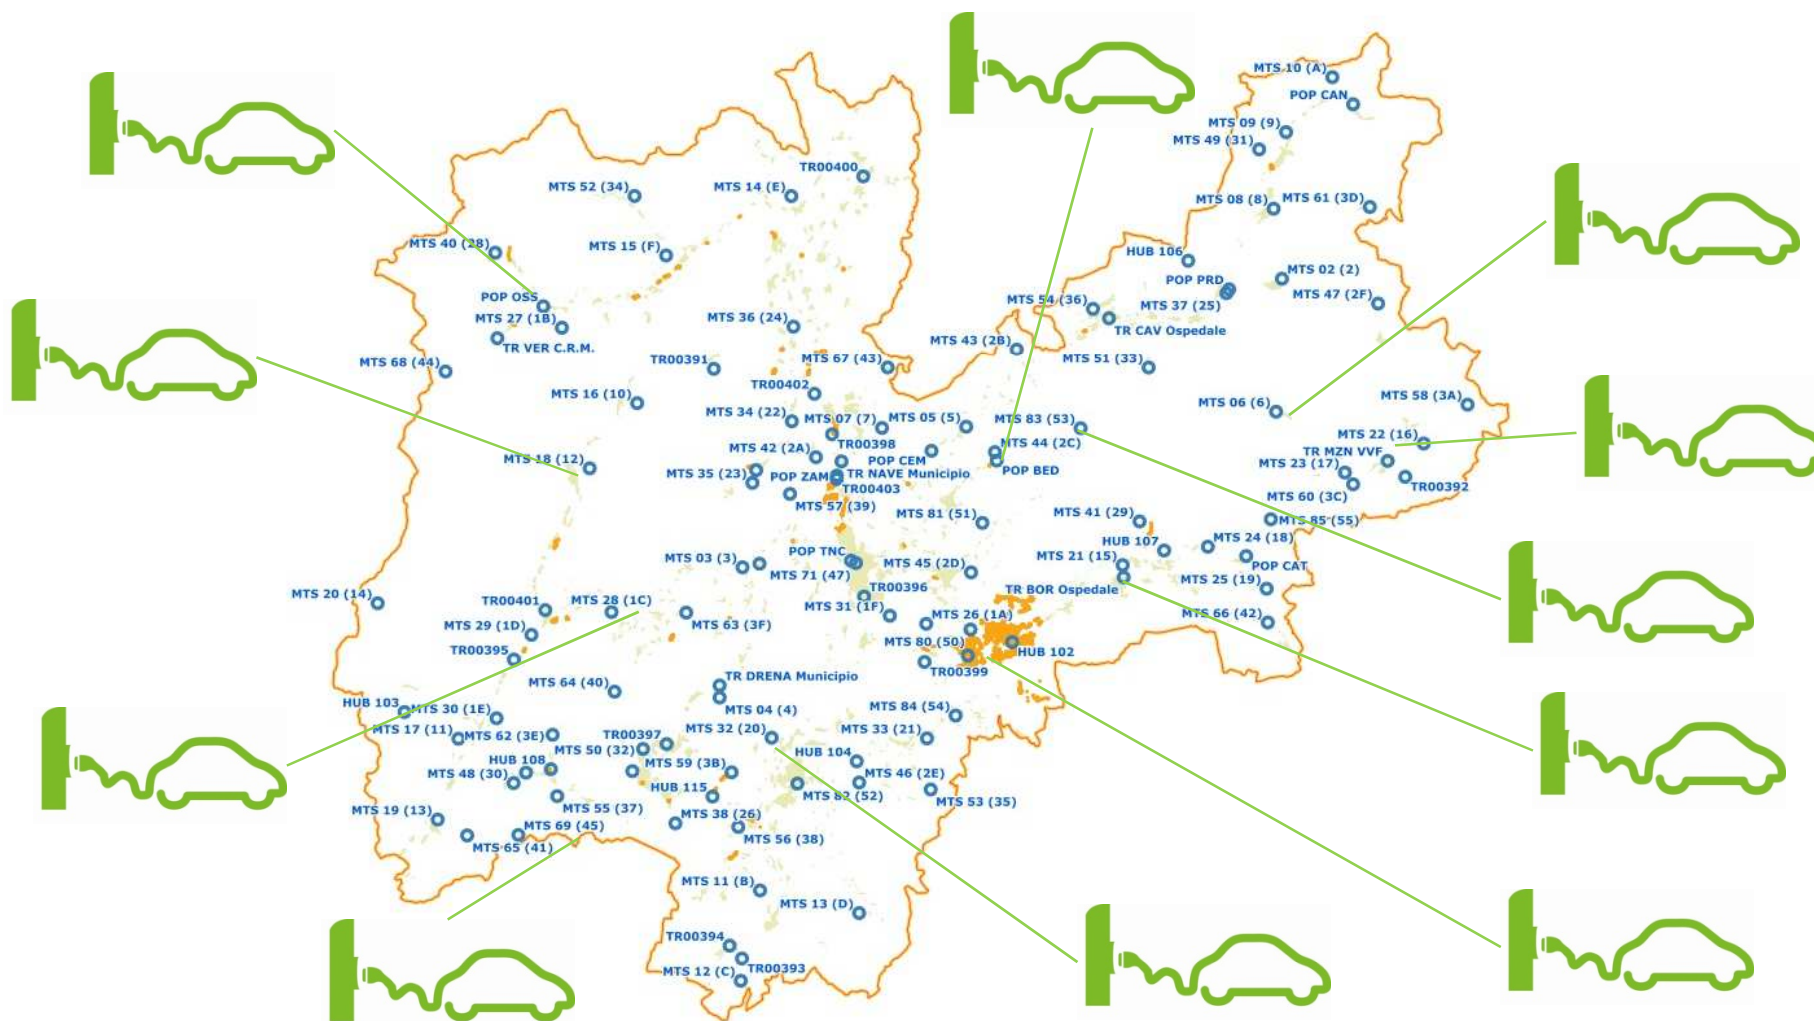 MTS 10 (A)
POP CAN
MTS 09 (9)
MTS 49 (31)
TR00400
MTS 52 (34)
MTS 14 (E)
MTS 08 (8)
MTS 61 (3D)
MTS 40 (28)
MTS 15 (F)
HUB 106
MTS 02 (2)
POP PRD
MTS 47 (2F)
POP OSS
MTS 54 (36)
MTS 37 (25)
MTS 27 (1B)
MTS 36 (24)
TR CAV Ospedale
TR VER C.R.M.
MTS 43 (2B)
MTS 68 (44)
TR00391
MTS 67 (43)
MTS 51 (33)
TR00402
MTS 16 (10)
MTS 06 (6)
MTS 58 (3A)
MTS 34 (22)
MTS 07 (7)
MTS 05 (5)
MTS 83 (53)
MTS 22 (16)
TR00398
MTS 42 (2A)
MTS 44 (2C)
TR MZN VVF
MTS 18 (12)
POP CEM
MTS 23 (17)
MTS 35 (23)
POP ZAM
TR NAVE Municipio
POP BED
TR00403
TR00392
MTS 57 (39)
MTS 60 (3C)
MTS 81 (51)
MTS 41 (29)
MTS 85 (55)
MTS 24 (18)
HUB 107
MTS 03 (3)
POP TNC
MTS 21 (15)
POP CAT
MTS 71 (47)
MTS 45 (2D)
MTS 25 (19)
TR00396
TR BOR Ospedale
MTS 20 (14)
TR00401
MTS 28 (1C)
MTS 31 (1F)
MTS 26 (1A)
MTS 66 (42)
MTS 29 (1D)
MTS 63 (3F)
MTS 80 (50)
TR00395
HUB 102
TR00399
TR DRENA Municipio
MTS 64 (40)
HUB 103
MTS 30 (1E)
MTS 04 (4)
MTS 84 (54)
MTS 17 (11)
MTS 62 (3E)
TR00397
MTS 32 (20)
MTS 33 (21)
MTS 50 (32)
HUB 104
HUB 108
MTS 59 (3B)
MTS 48 (30)
MTS 46 (2E)
HUB 115
MTS 82 (52)
MTS 53 (35)
MTS 55 (37)
MTS 19 (13)
MTS 38 (26)
MTS 69 (45)
MTS 56 (38)
MTS 65 (41)
MTS 11 (B)
MTS 13 (D)
TR00394
TR00393
MTS 12 (C)